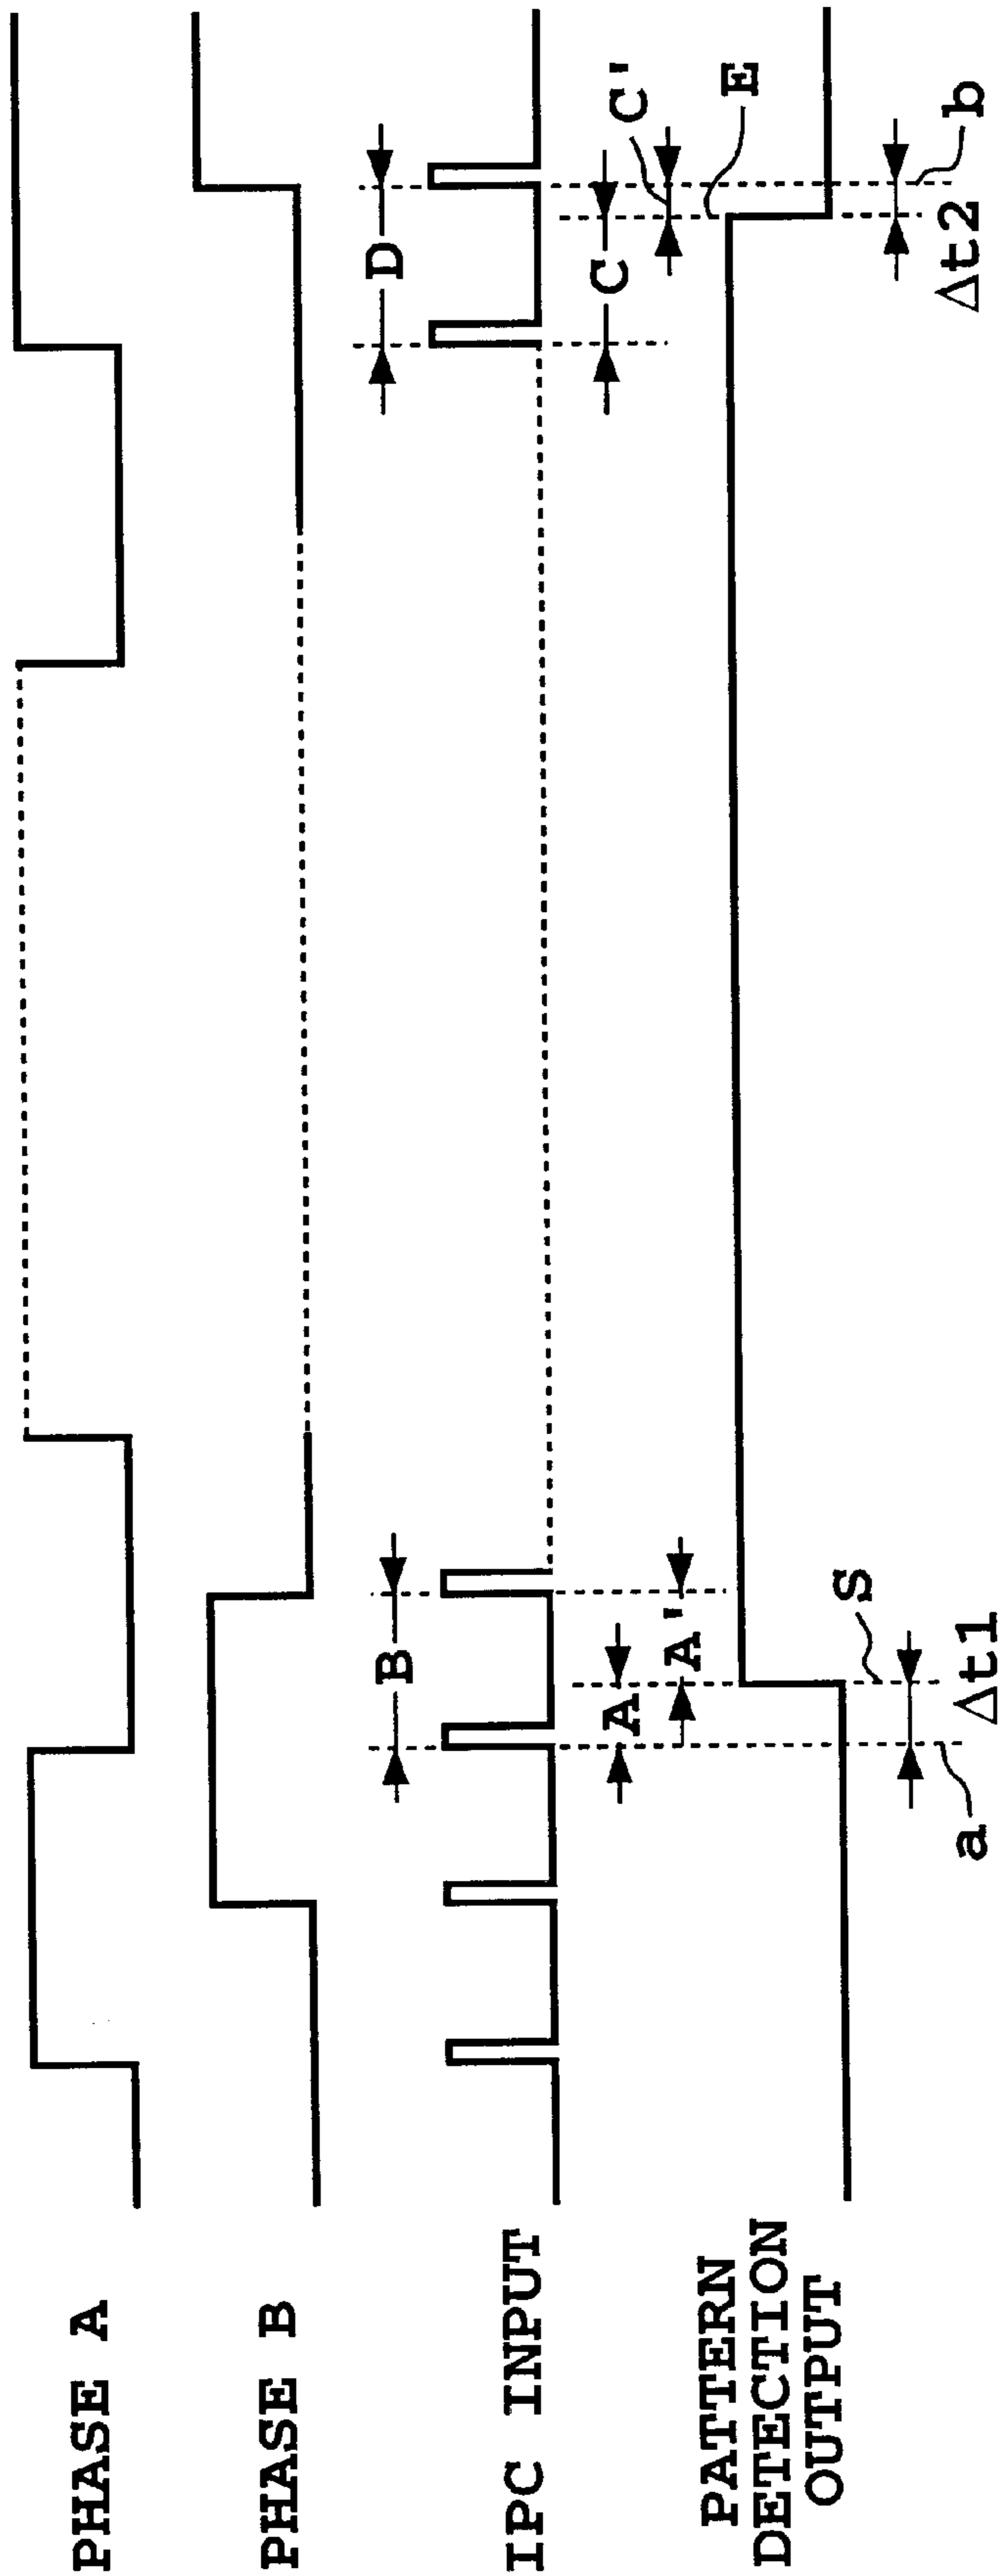 PHASE A
PHASE B
IPC INPUT
B
D
A
A'
C
C'
PATTERN
DETECTION
OUTPUT
S
E
a
Δt1
Δt2
b